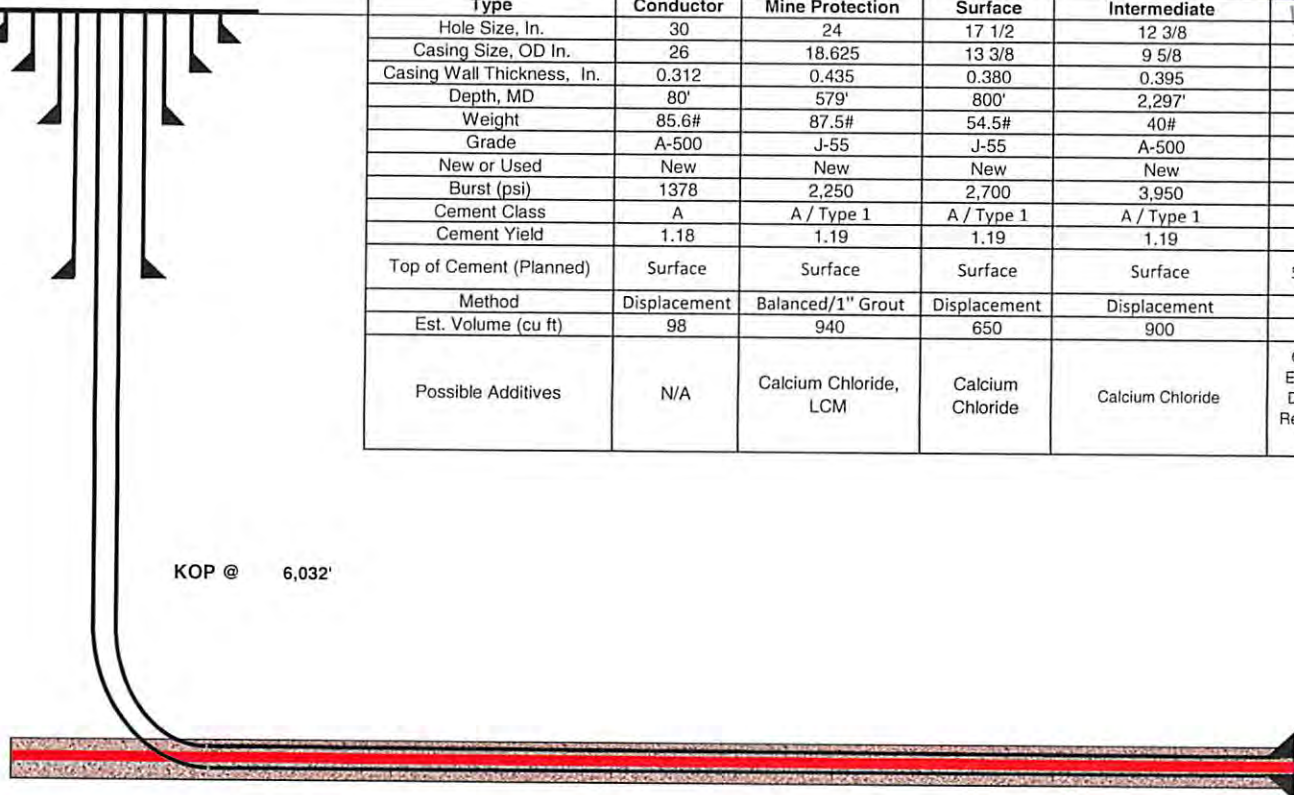 Type Conductor Mine Protection Surface Intermediate
Hole Size, In. 30 24 17 1/2 12 3/8
Casing Size, OD In. 26 18.625 13 3/8 9 5/8
Casing Wall Thickness, In. 0.312 0.435 0.380 0.395
Depth, MD 80' 579' 800' 2,297'
Weight 85.6# 87.5# 54.5# 40#
Grade A-500 J-55 J-55 A-500
New or Used New New New New
Burst (psi) 1378 2,250 2,700 3,950
Cement Class A A / Type 1 A / Type 1 A / Type 1
Cement Yield 1.18 1.19 1.19 1.19
Top of Cement (Planned) Surface Surface Surface Surface
Method Displacement Balanced/1" Grout Displacement Displacement
Est. Volume (cu ft) 98 940 650 900
Possible Additives N/A Calcium Chloride, LCM Calcium Chloride Calcium Chloride
KOP @ 6,032'